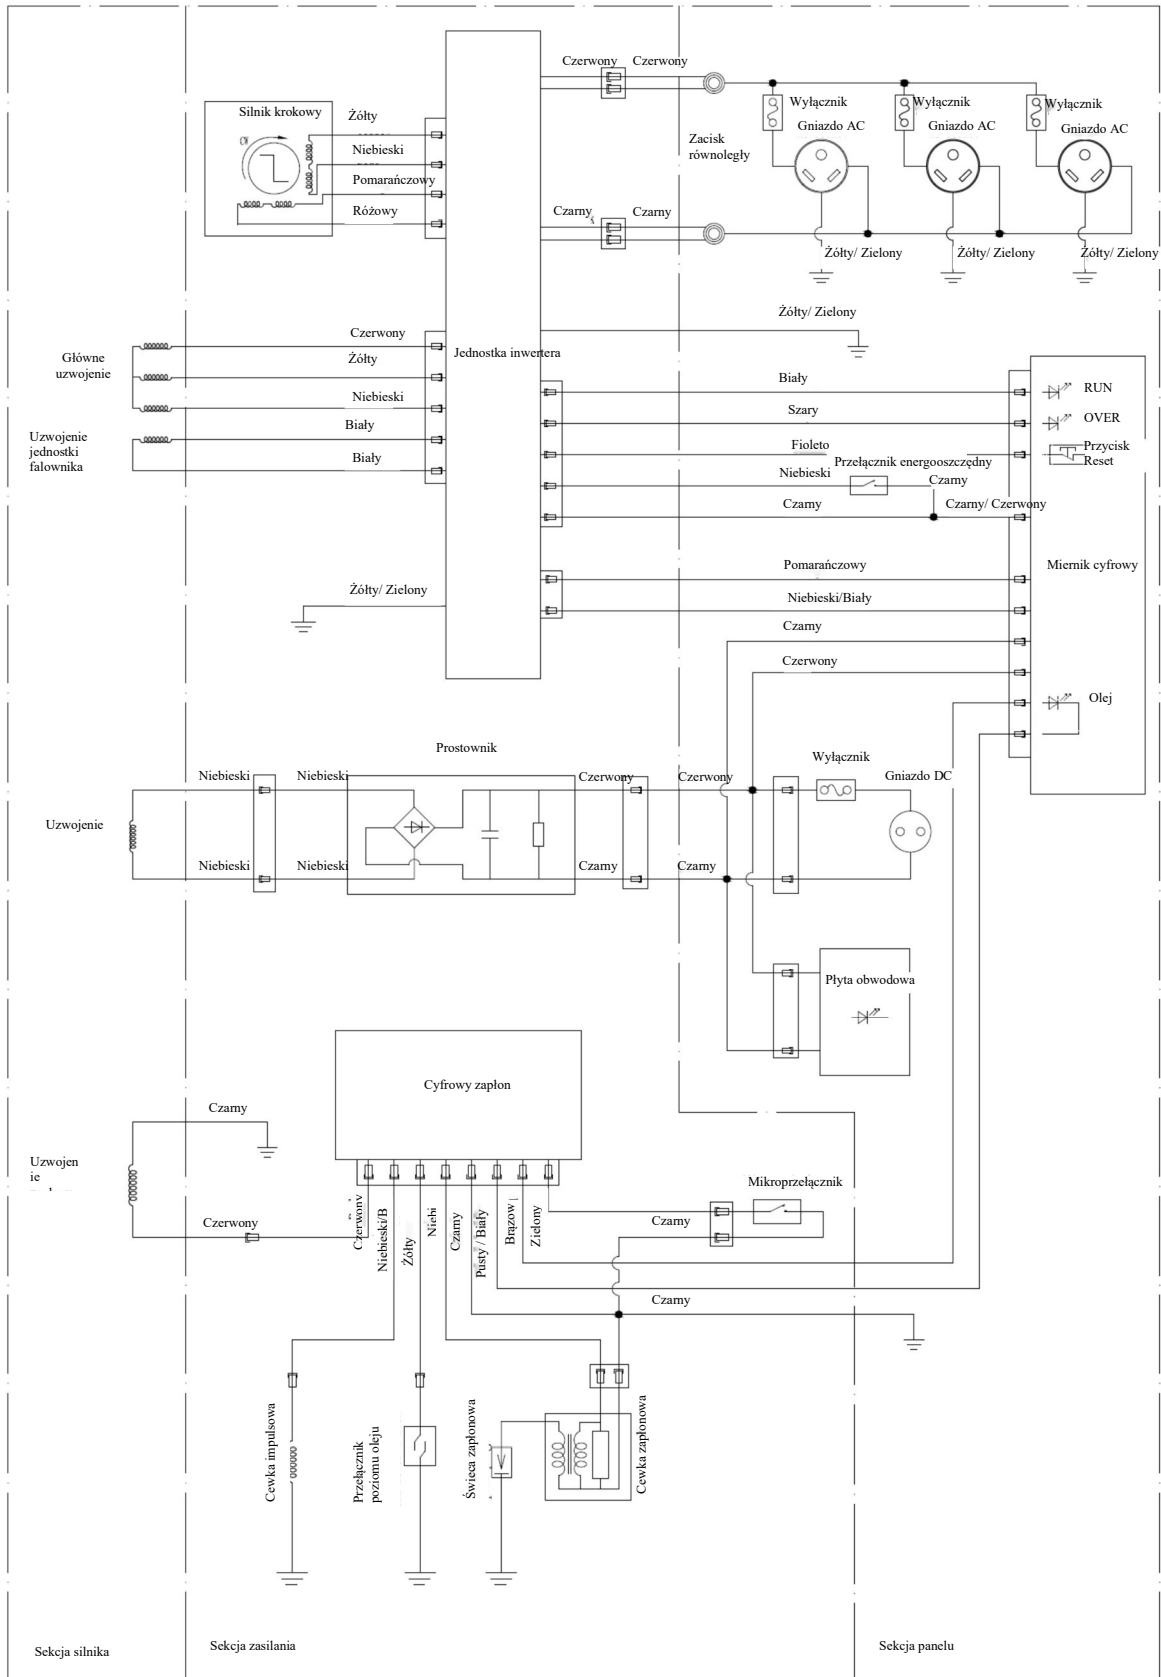 Czerwony Czerwony
Silnik krokowy
CW
Żółty
Niebieski
Pomarańczowy
Różowy
Wyłącznik
Wyłącznik
Wyłącznik
Gniazdo AC
Gniazdo AC
Gniazdo AC
Zacisk
równoległy
Czarny Czarny
Żółty/ Zielony
Żółty/ Zielony
Żółty/ Zielony
Żółty/ Zielony
Główne
uzwojenie
Czerwony
Żółty
Niebieski
Uzwojenie
jednostki
falownika
Biały
Biały
Jednostka inwertera
Biały
RUN
Szary
OVER
Fioleto
Przycisk
Reset
Przełącznik energooszczędny
Niebieski
Czarny
Czarny
Czarny/ Czerwony
Pomarańczowy
Miernik cyfrowy
Niebieski/Biały
Żółty/ Zielony
Czarny
Czerwony
Olej
Prostownik
Wyłącznik
Gniazdo DC
Niebieski
Niebieski
Czerwony
Czerwony
Uzwojenie
Niebieski
Niebieski
Czarny
Czarny
Płyta obwodowa
Cyfrowy zapłon
Czarny
Uzwojen
ie
Czerwony
Czerwony
Niebieski/B
Żółty
Niebi
Czarny
Pusty / Biały
Brązow
Zielony
Mikroprzełącznik
Czarny
Czarny
Cewka impulsowa
Przełącznik
poziomu oleju
Świeca zapłonowa
Cewka zapłonowa
Sekcja silnika
Sekcja zasilania
Sekcja panelu